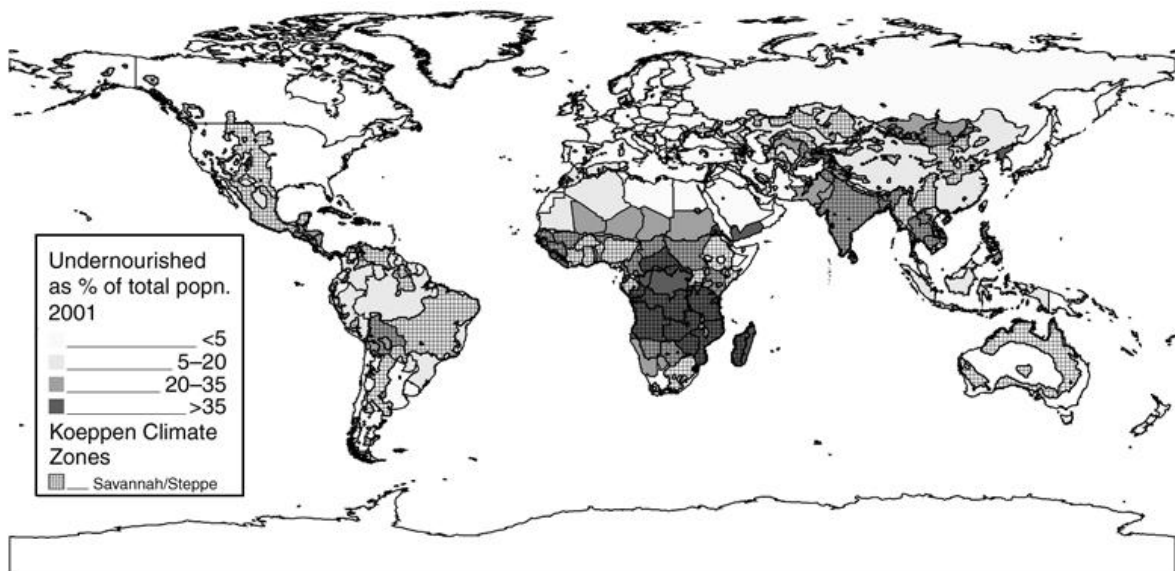 Undernourished
as % of total popn.
2001
<5
5–20
20–35
>35
Koeppen Climate
Zones
Savannah/Steppe